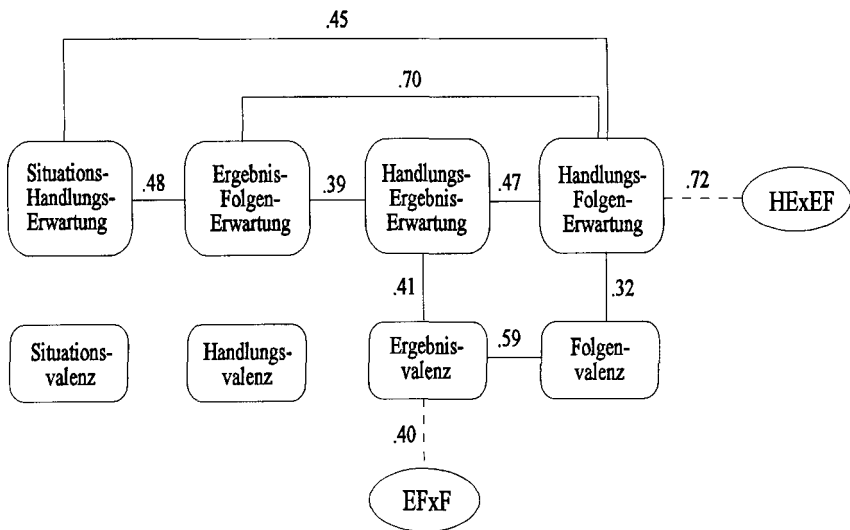 .45
.70
Situations-
Handlungs-
Erwartung
.48
Ergebnis-
Folgen-
Erwartung
.39
Handlungs-
Ergebnis-
Erwartung
.47
Handlungs-
Folgen-
Erwartung
.72
HExEF
.41
.32
Situations-
valenz
Handlungs-
valenz
Ergebnis-
valenz
.59
Folgen-
valenz
.40
EFxF